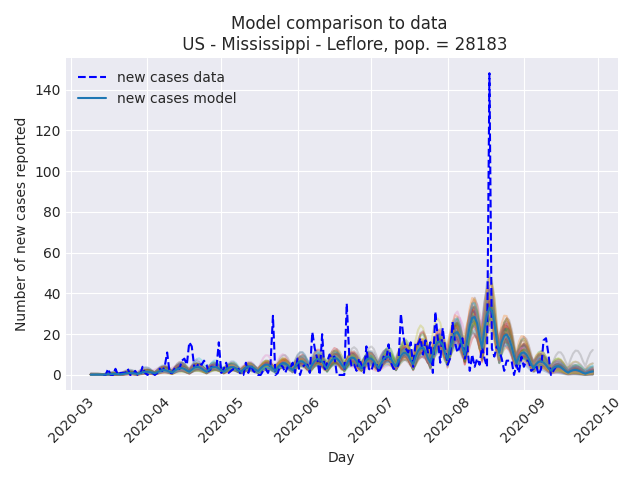 Model comparison to data
US - Mississippi - Leflore, pop. = 28183
new cases data
new cases model
Number of new cases reported
140
120
100
80
60
40
20
0
2020-03
2020-04
2020-05
2020-06
2020-07
2020-08
2020-09
2020-10
Day